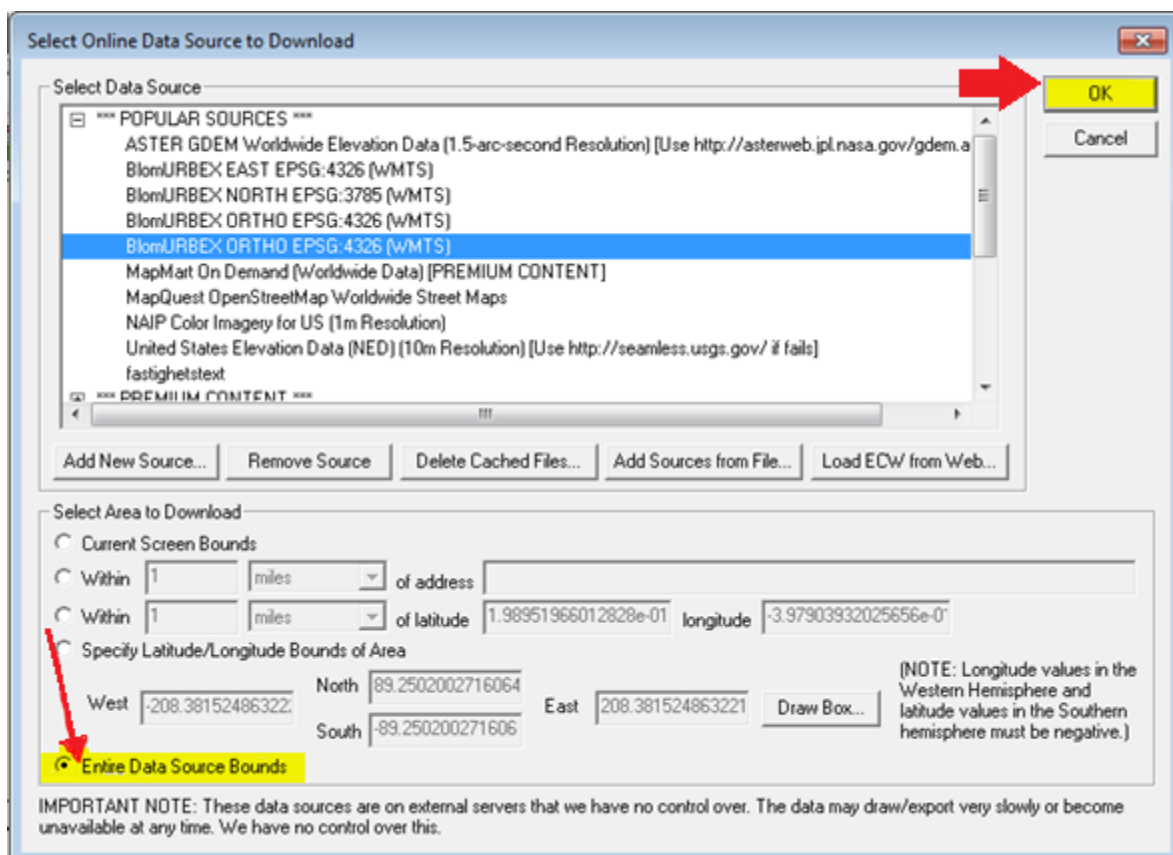 Select Online Data Source to Download
Select Data Source
OK
Cancel
*** POPULAR SOURCES ***
ASTER GDEM Worldwide Elevation Data (1.5-arc-second Resolution) [Use http://asterweb.jpl.nasa.gov/gdem.a
BlomURBEX EAST EPSG:4326 (WMTS)
BlomURBEX NORTH EPSG:3785 (WMTS)
BlomURBEX ORTHO EPSG:4326 (WMTS)
BlomURBEX ORTHO EPSG:4326 (WMTS)
MapMart On Demand (Worldwide Data) [PREMIUM CONTENT]
MapQuest OpenStreetMap Worldwide Street Maps
NAIP Color Imagery for US (1m Resolution)
United States Elevation Data (NED) (10m Resolution) [Use http://seamless.usgs.gov/ if fails]
fastighetstext
*** PREMIUM CONTENT ***
Add New Source... Remove Source Delete Cached Files... Add Sources from File... Load ECW from Web...
Select Area to Download
Current Screen Bounds
Within 1 miles of address
Within 1 miles of latitude 1.98951966012828e-01 longitude -3.97903932025656e-0
Specify Latitude/Longitude Bounds of Area
West -208.38152486322 North 89.2502002716064 South -89.250200271606 East 208.381524863221 Draw Box...
(NOTE: Longitude values in the
Western Hemisphere and
latitude values in the Southern
hemisphere must be negative.)
Entire Data Source Bounds
IMPORTANT NOTE: These data sources are on external servers that we have no control over. The data may draw/export very slowly or become
unavailable at any time. We have no control over this.